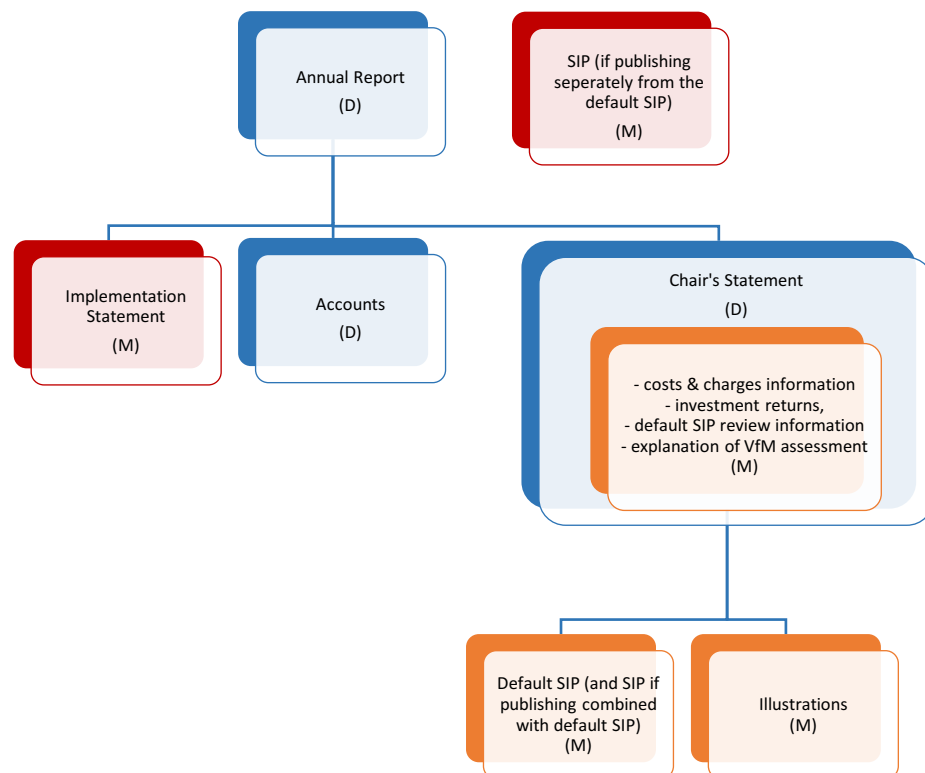 Annual Report
(D)
SIP (if publishing
seperately from the
default SIP)
(M)
Implementation
Statement
(M)
Accounts
(D)
Chair's Statement
(D)
- costs & charges information
- investment returns,
- default SIP review information
- explanation of VfM assessment
(M)
Default SIP (and SIP if
publishing combined
with default SIP)
(M)
Illustrations
(M)